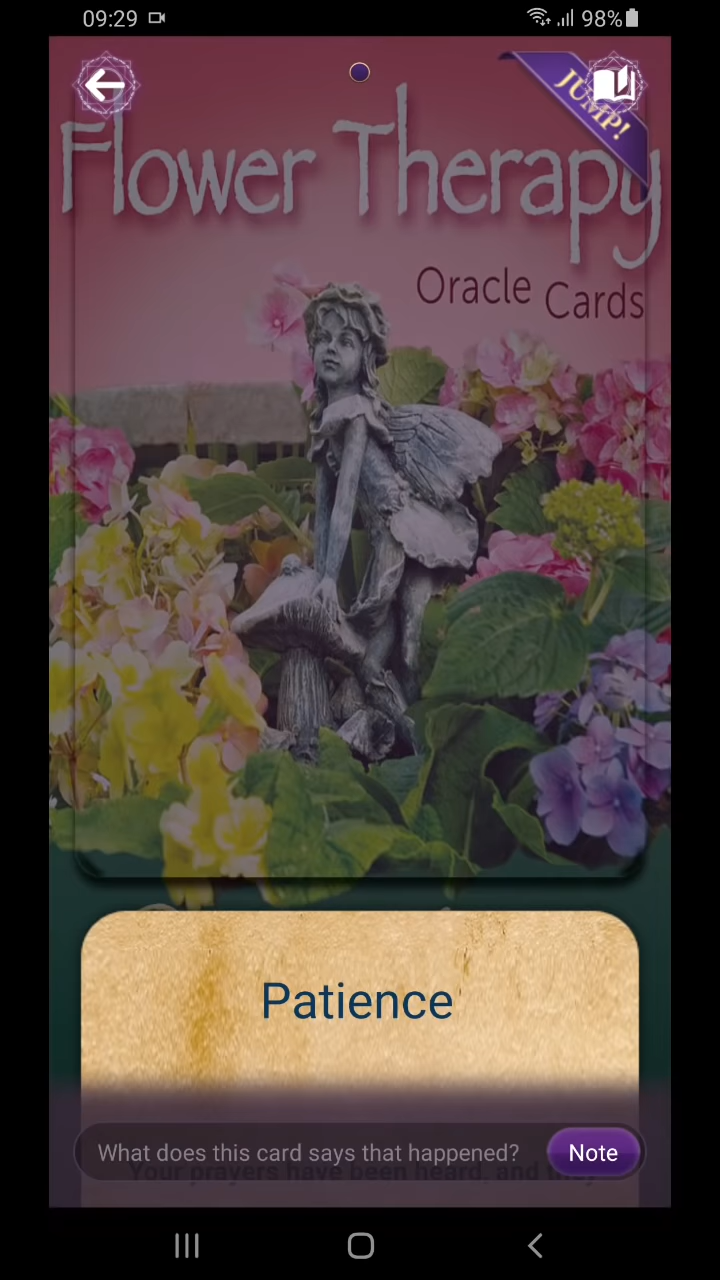 09:29
98%
JUMP!
Flower Therapy
Oracle Cards
Patience
What does this card says that happened?
Note
Your prayers have been heard, and they